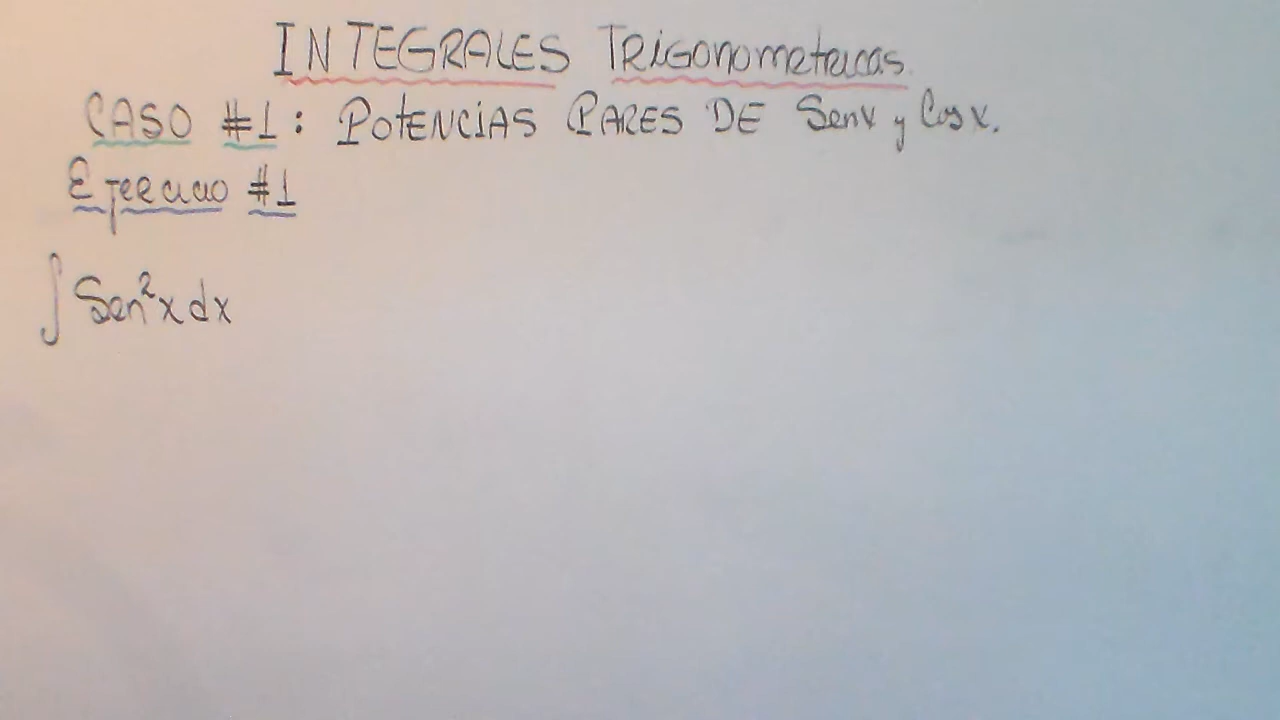 INTEGRALES TRIGONOMETRICAS.
CASO #1: POTENCIAS PARES DE Senx y Cosx.
Ejercicio #1
∫ Sen²x dx